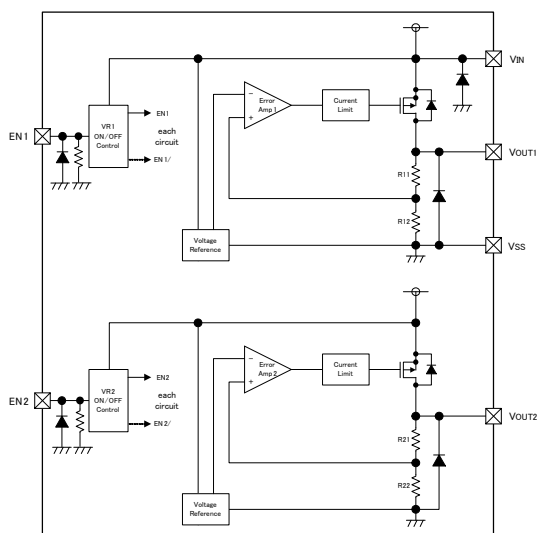 VIN
Error
Amp 1
−
+
Current
Limit
EN1
VR1
ON/OFF
Control
EN1
each
circuit
EN1/
VOUT1
R11
R12
Voltage
Reference
VSS
Error
Amp 2
−
+
Current
Limit
EN2
VR2
ON/OFF
Control
EN2
each
circuit
EN2/
VOUT2
R21
R22
Voltage
Reference